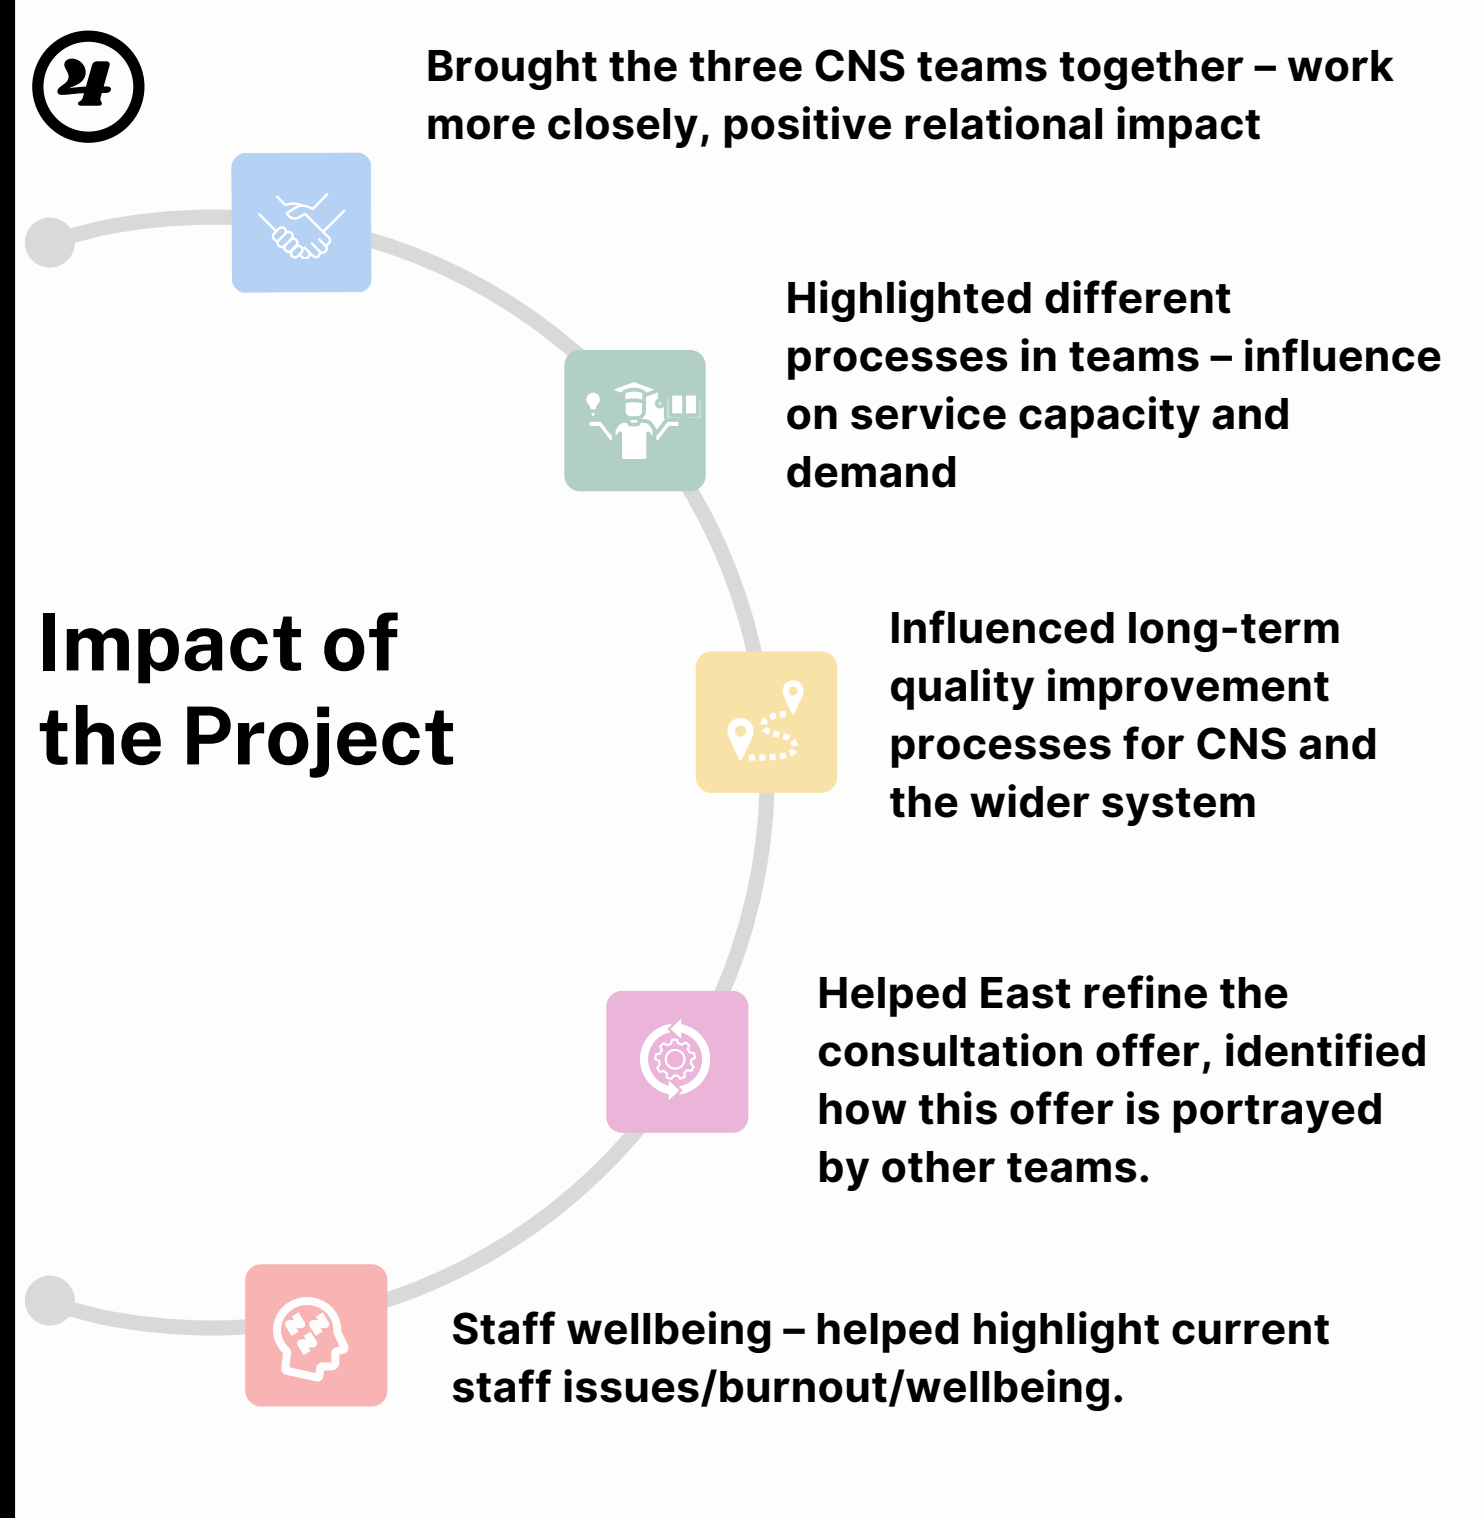 4
Brought the three CNS teams together – work
more closely, positive relational impact
Highlighted different
processes in teams – influence
on service capacity and
demand
Impact of
the Project
Influenced long-term
quality improvement
processes for CNS and
the wider system
Helped East refine the
consultation offer, identified
how this offer is portrayed
by other teams.
Staff wellbeing – helped highlight current
staff issues/burnout/wellbeing.